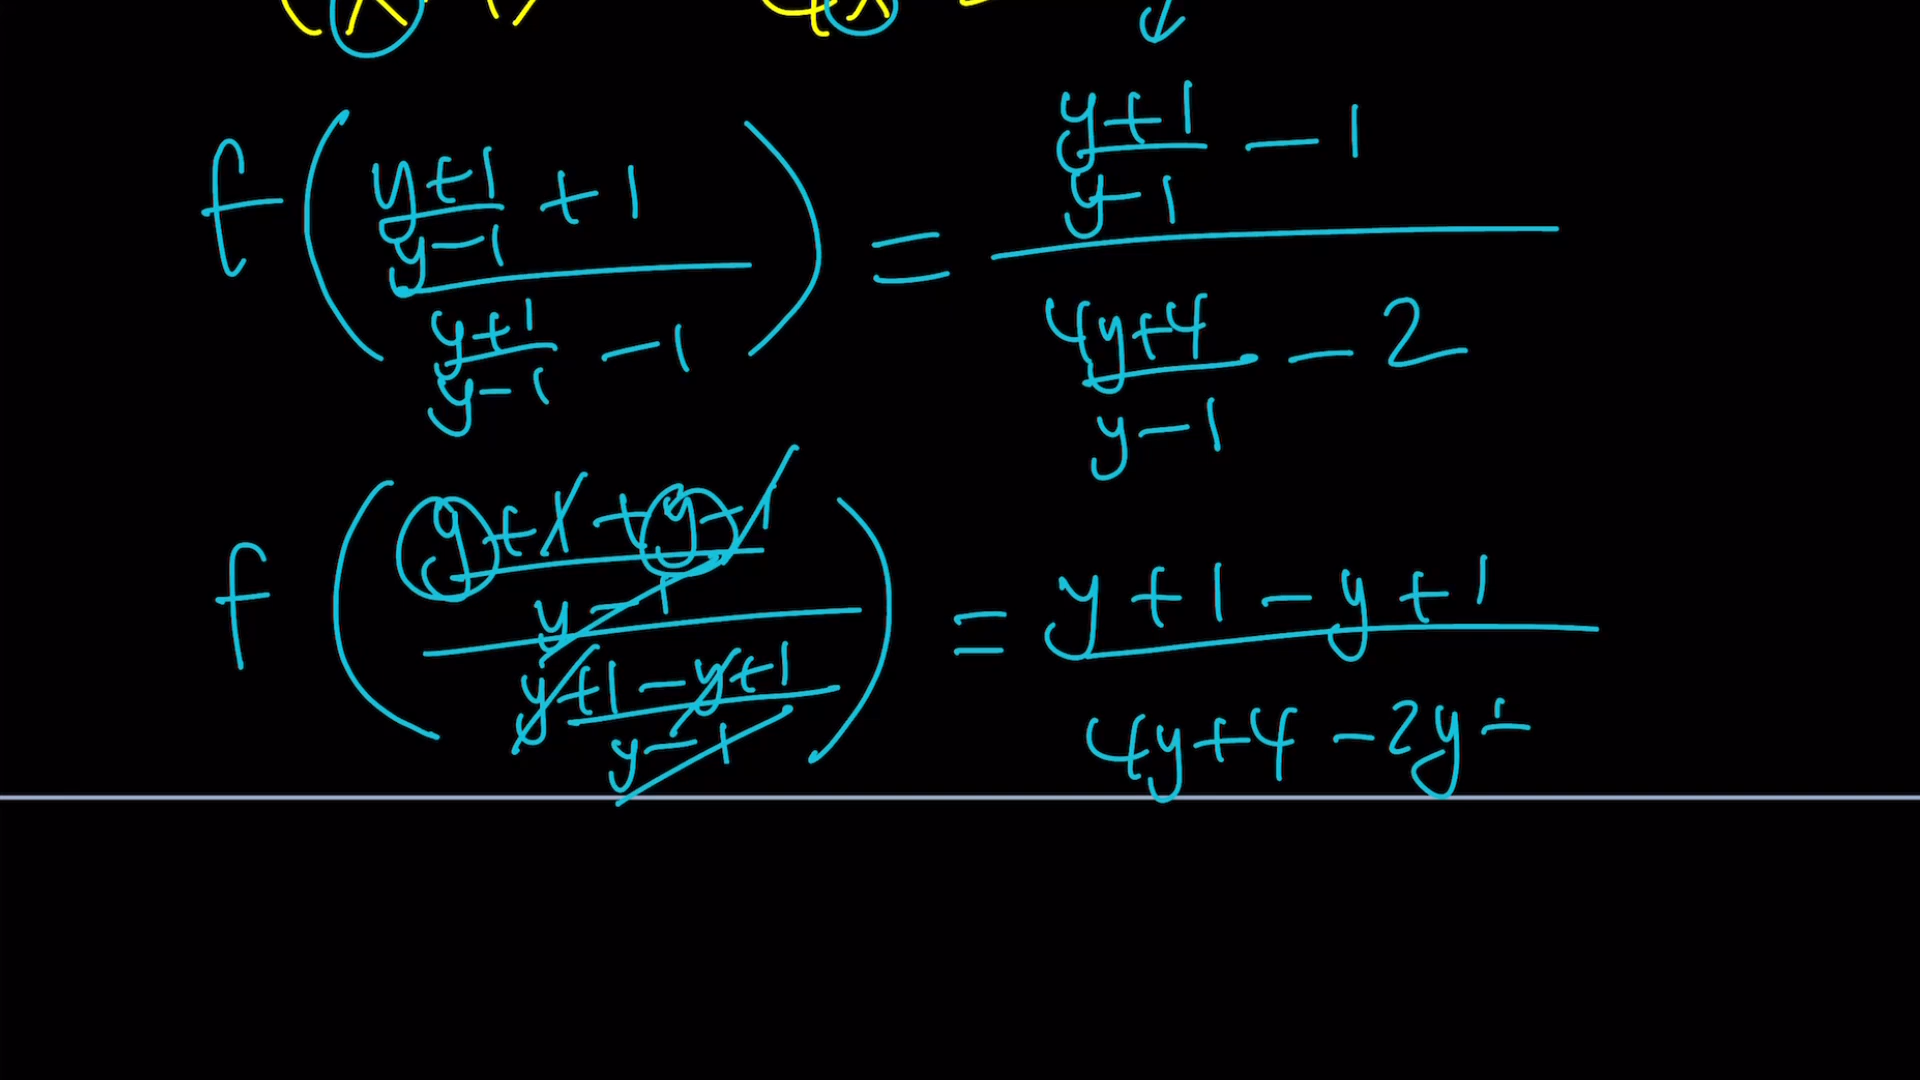 f( ((y+1)/(y-1) + 1) / ((y+1)/(y-1) - 1) ) = ((y+1)/(y-1) - 1) / ((4y+4)/(y-1) - 2)
f( ((y+1+y-1)/(y-1)) / ((y+1-y+1)/(y-1)) ) = (y+1-y+1) / (4y+4-2y+